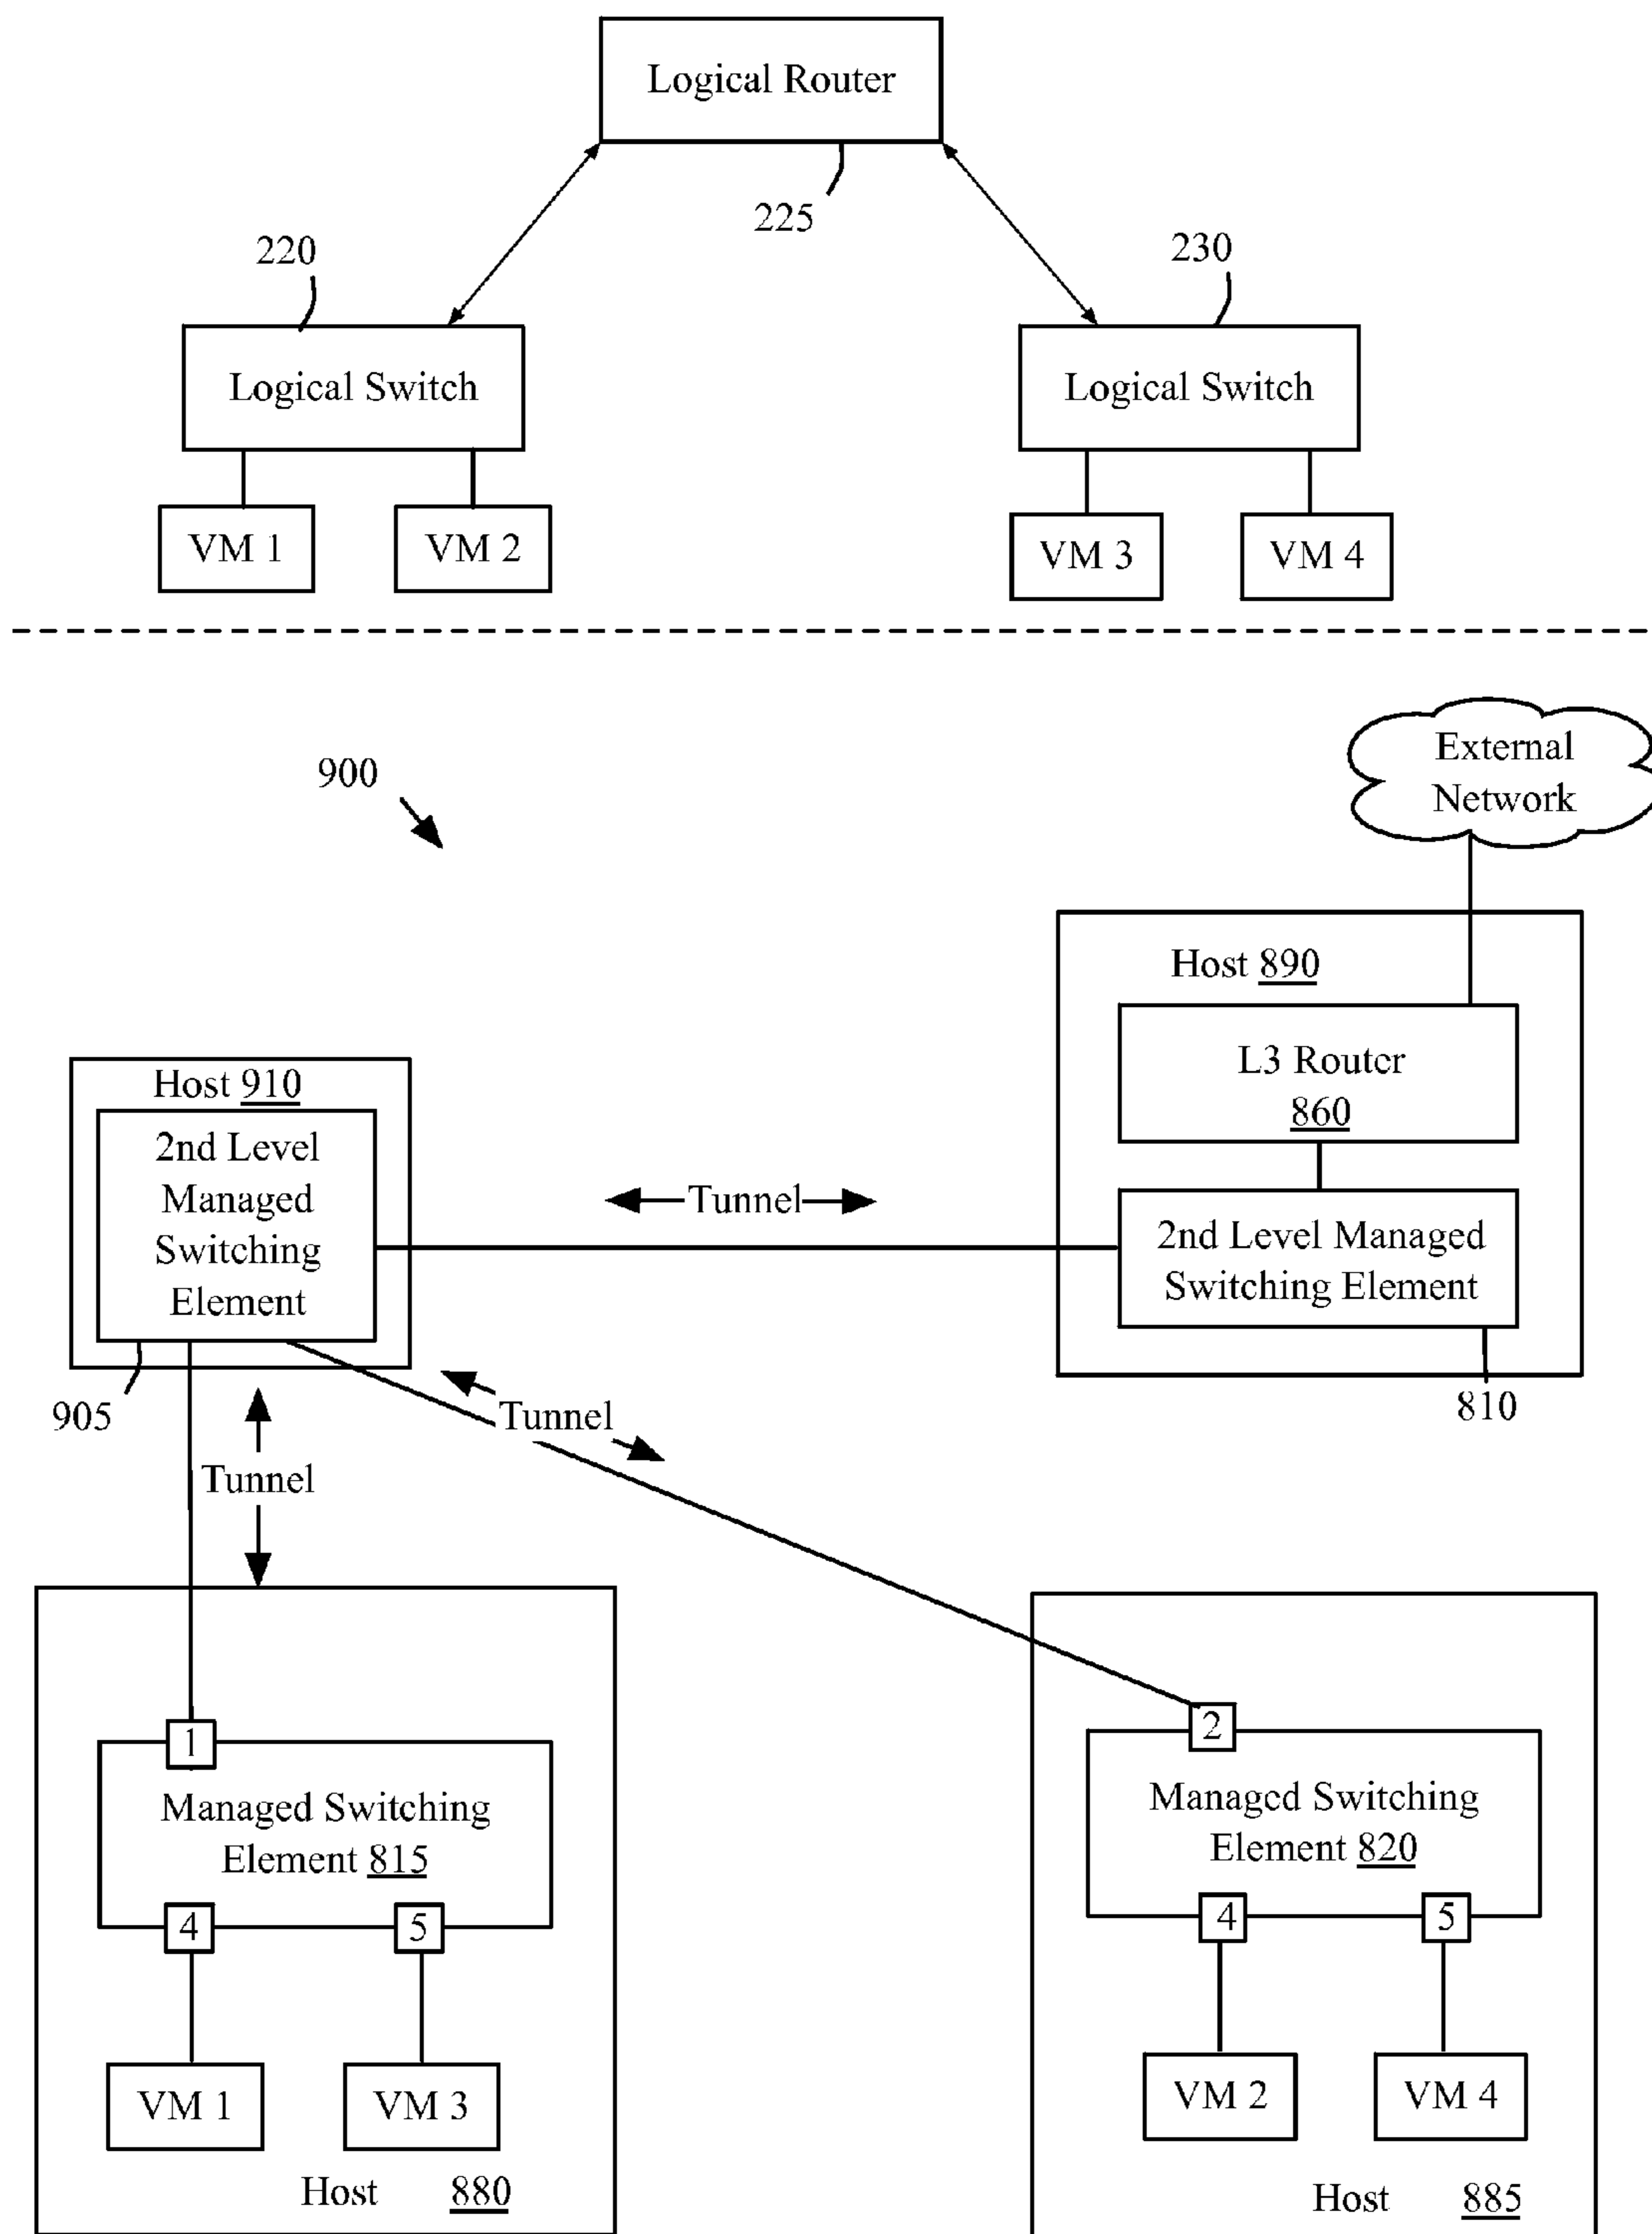 Logical Router
225
220
230
Logical Switch
Logical Switch
VM 1
VM 2
VM 3
VM 4
External
Network
900
Host 890
L3 Router
860
Host 910
2nd Level
Managed
Switching
Element
Tunnel
2nd Level Managed
Switching Element
905
810
Tunnel
Tunnel
1
2
Managed Switching
Element 815
Managed Switching
Element 820
4
5
4
5
VM 1
VM 3
VM 2
VM 4
Host 880
Host 885